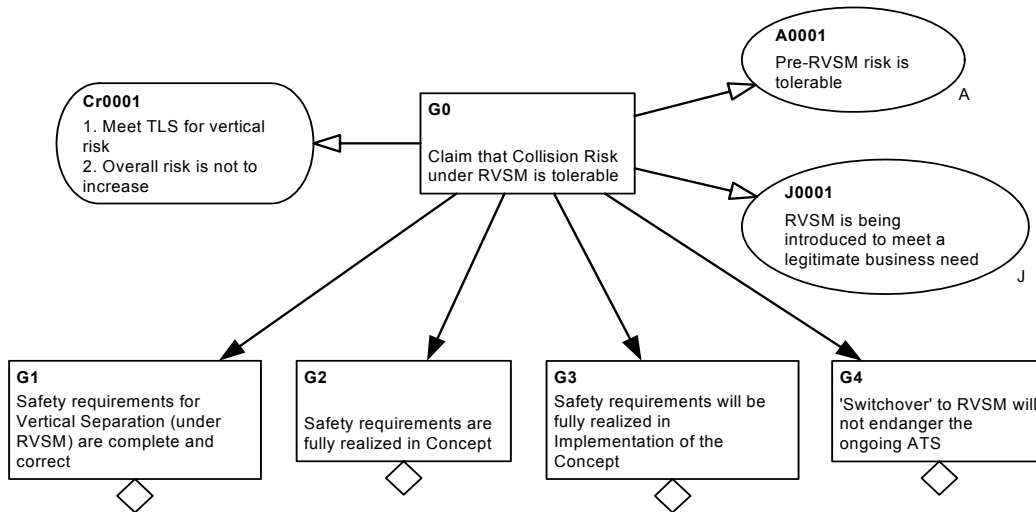 A0001
Pre-RVSM risk is
tolerable
A
Cr0001
1. Meet TLS for vertical
risk
2. Overall risk is not to
increase
G0
Claim that Collision Risk
under RVSM is tolerable
J0001
RVSM is being
introduced to meet a
legitimate business need
J
G1
Safety requirements for
Vertical Separation (under
RVSM) are complete and
correct
G2
Safety requirements are
fully realized in Concept
G3
Safety requirements will be
fully realized in
Implementation of the
Concept
G4
'Switchover' to RVSM will
not endanger the
ongoing ATS